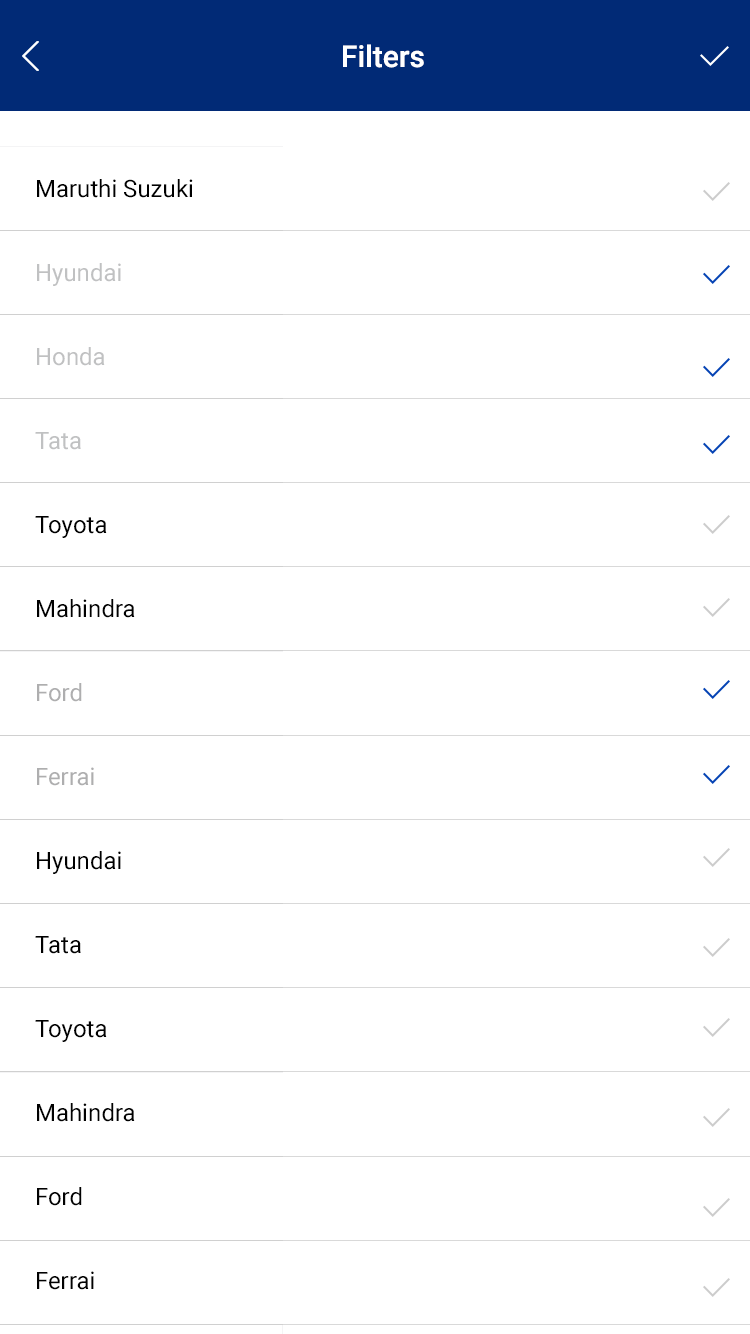 Filters
Maruthi Suzuki
Hyundai
Honda
Tata
Toyota
Mahindra
Ford
Ferrai
Hyundai
Tata
Toyota
Mahindra
Ford
Ferrai